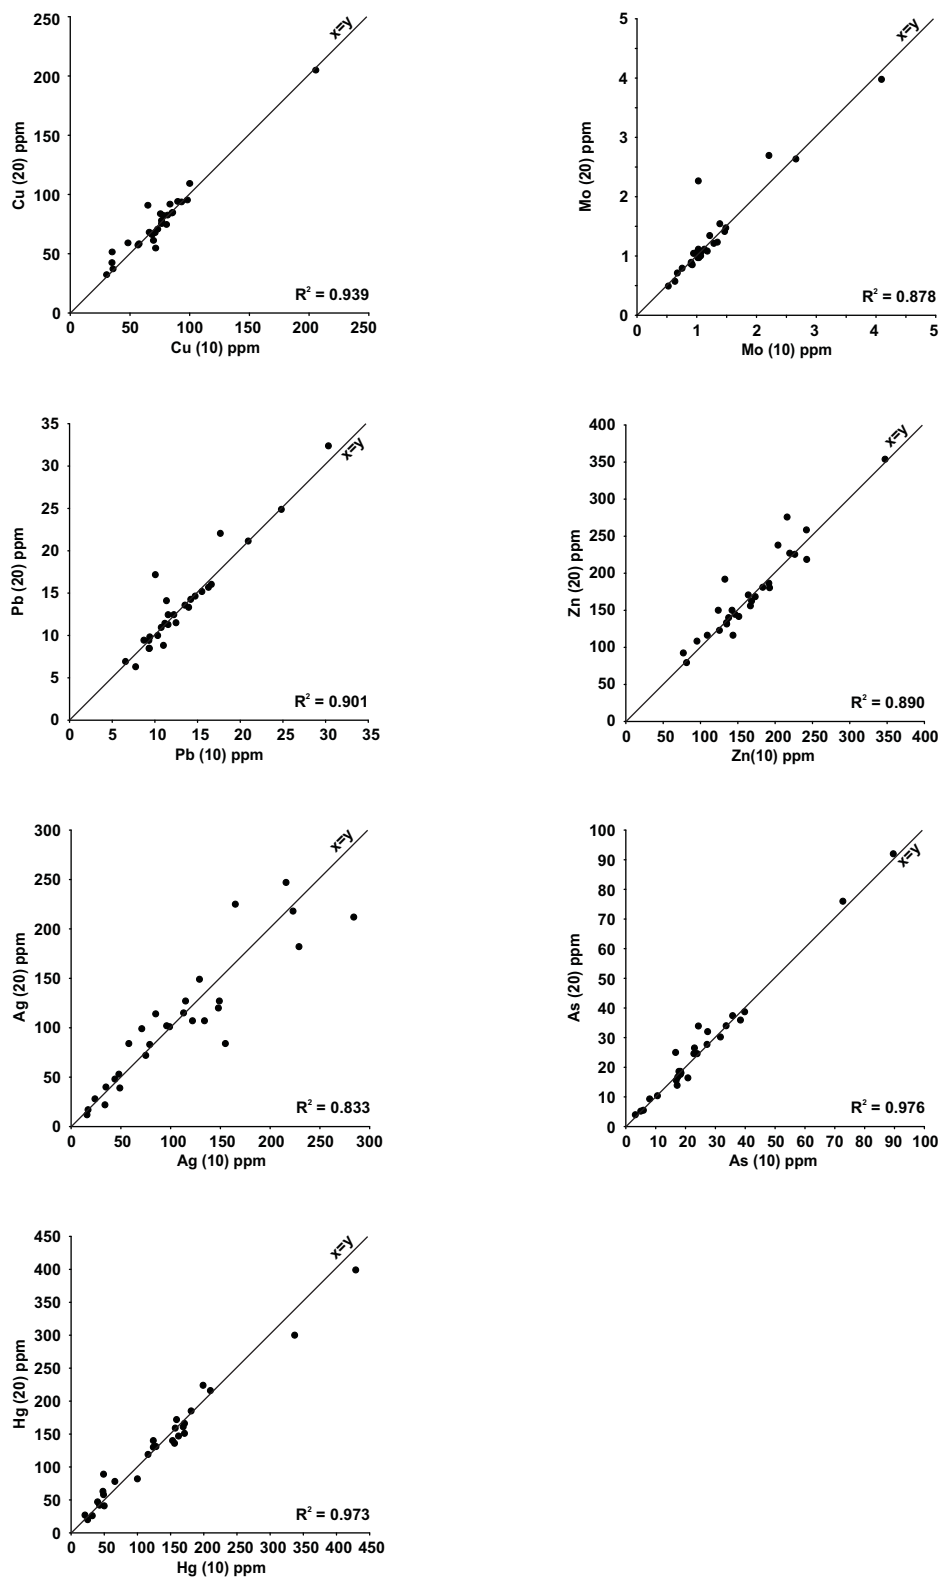 250
200
150
100
50
0
Cu (20) ppm
x=y
R² = 0.939
0 50 100 150 200 250
Cu (10) ppm
5
4
3
2
1
0
Mo (20) ppm
x=y
R² = 0.878
0 1 2 3 4 5
Mo (10) ppm
35
30
25
20
15
10
5
0
Pb (20) ppm
x=y
R² = 0.901
0 5 10 15 20 25 30 35
Pb (10) ppm
400
350
300
250
200
150
100
50
0
Zn (20) ppm
x=y
R² = 0.890
0 50 100 150 200 250 300 350 400
Zn(10) ppm
300
250
200
150
100
50
0
Ag (20) ppm
x=y
R² = 0.833
0 50 100 150 200 250 300
Ag (10) ppm
100
90
80
70
60
50
40
30
20
10
0
As (20) ppm
x=y
R² = 0.976
0 10 20 30 40 50 60 70 80 90 100
As (10) ppm
450
400
350
300
250
200
150
100
50
0
Hg (20) ppm
x=y
R² = 0.973
0 50 100 150 200 250 300 350 400 450
Hg (10) ppm